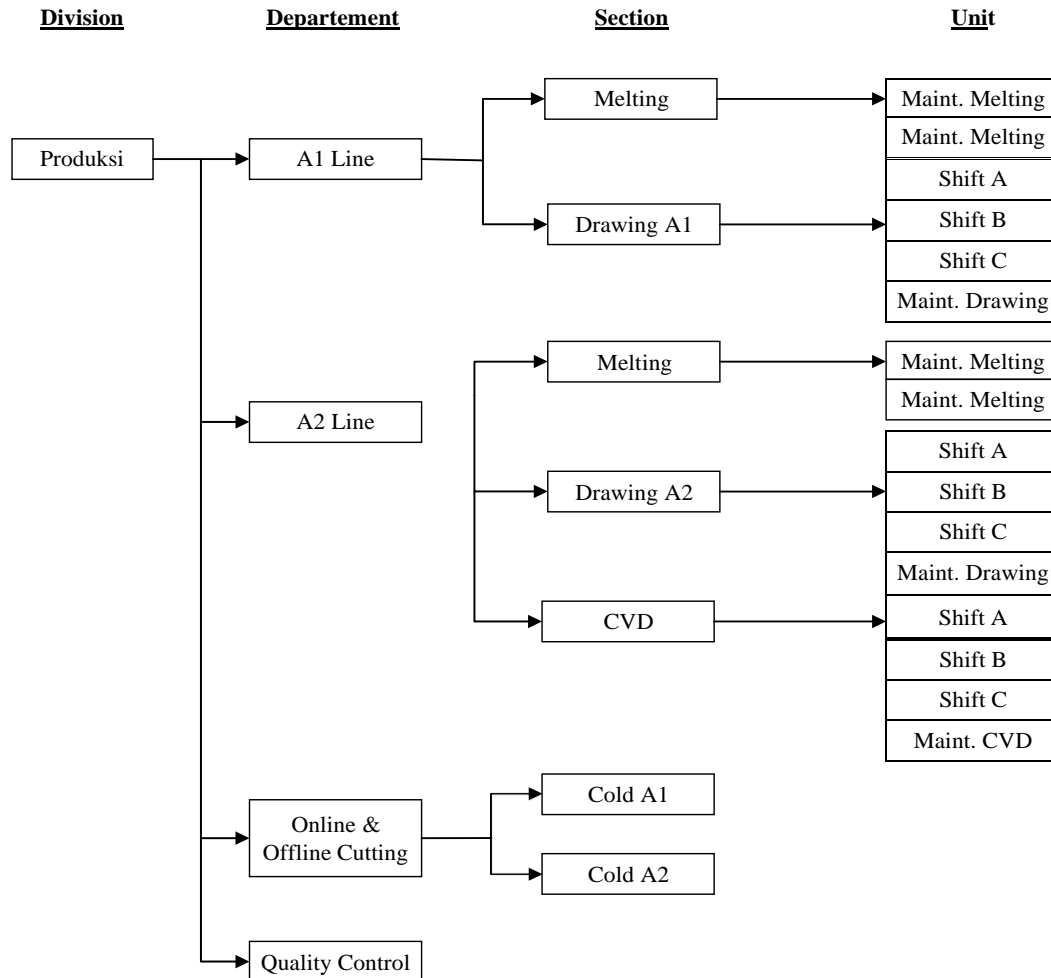 Division
Departement
Section
Unit
Melting
Maint. Melting
Maint. Melting
Produksi
A1 Line
Shift A
Drawing A1
Shift B
Shift C
Maint. Drawing
Melting
Maint. Melting
Maint. Melting
A2 Line
Shift A
Drawing A2
Shift B
Shift C
Maint. Drawing
CVD
Shift A
Shift B
Shift C
Maint. CVD
Online &
Offline Cutting
Cold A1
Cold A2
Quality Control